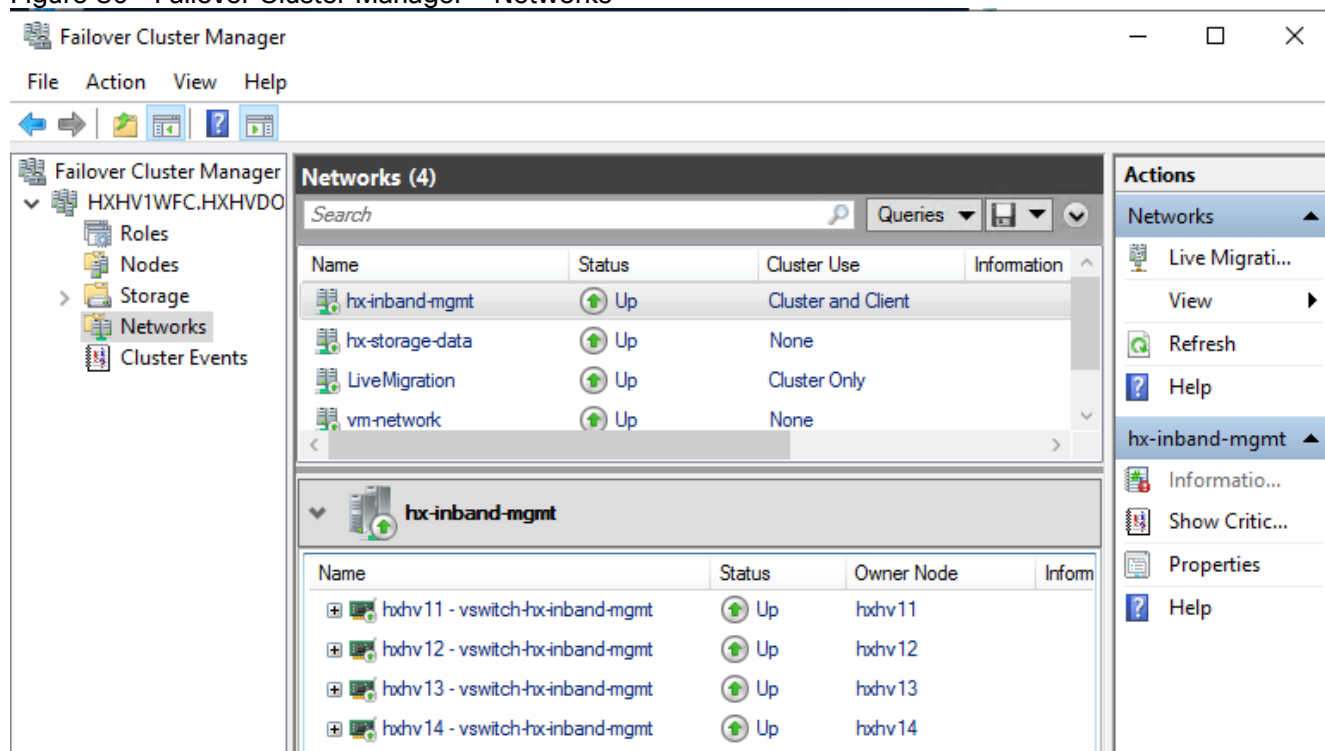 Failover Cluster Manager
File Action View Help
Failover Cluster Manager
HXHV1WFC.HXHVDO
Roles
Nodes
Storage
Networks
Cluster Events
Networks (4)
Search Queries
Name Status Cluster Use Information
hx-inband-mgmt Up Cluster and Client
hx-storage-data Up None
LiveMigration Up Cluster Only
vm-network Up None
hx-inband-mgmt
Name Status Owner Node Inform
hxhv11 - vswitch-hx-inband-mgmt Up hxhv11
hxhv12 - vswitch-hx-inband-mgmt Up hxhv12
hxhv13 - vswitch-hx-inband-mgmt Up hxhv13
hxhv14 - vswitch-hx-inband-mgmt Up hxhv14
Actions
Networks
Live Migrati...
View
Refresh
Help
hx-inband-mgmt
Informatio...
Show Critic...
Properties
Help